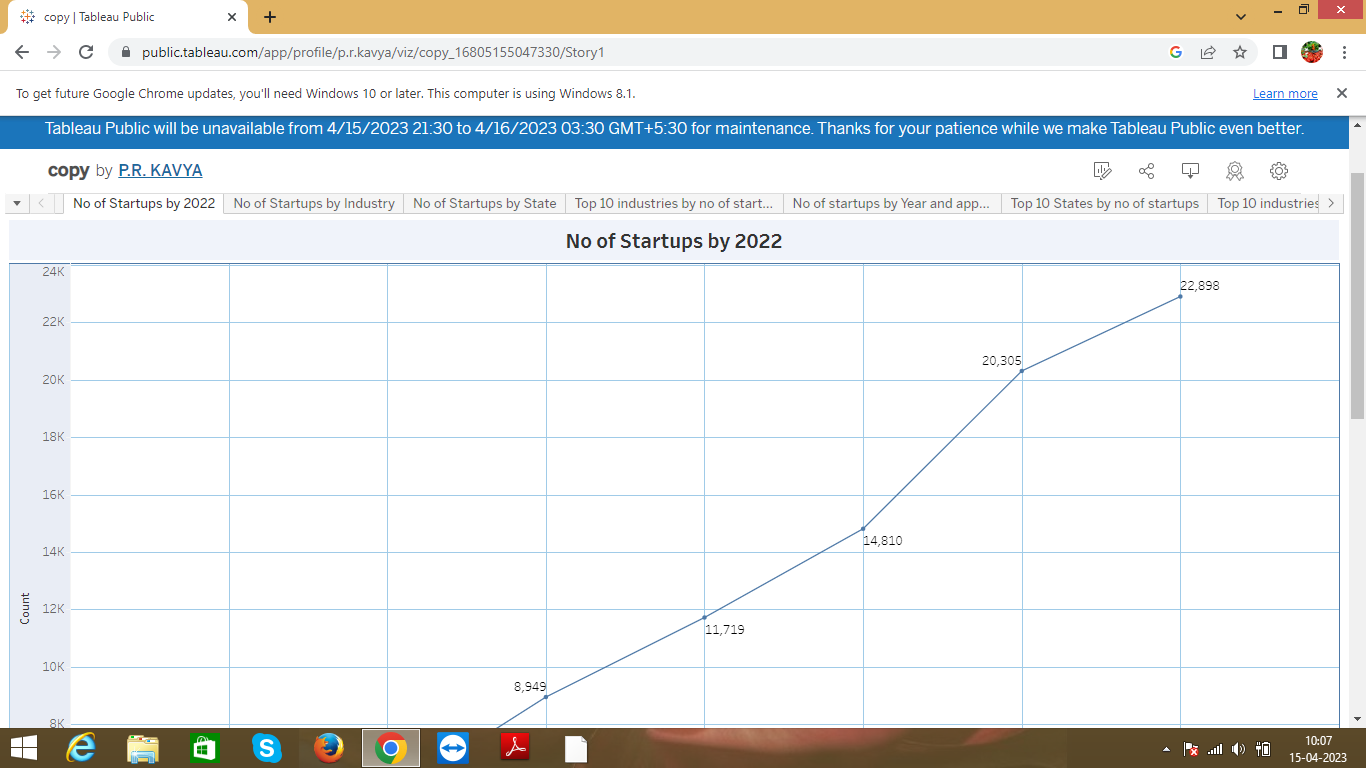 copy | Tableau Public
public.tableau.com/app/profile/p.r.kavya/viz/copy_16805155047330/Story1
To get future Google Chrome updates, you'll need Windows 10 or later. This computer is using Windows 8.1.
Learn more
Tableau Public will be unavailable from 4/15/2023 21:30 to 4/16/2023 03:30 GMT+5:30 for maintenance. Thanks for your patience while we make Tableau Public even better.
copy by P.R. KAVYA
No of Startups by 2022 No of Startups by Industry No of Startups by State Top 10 industries by no of start... No of startups by Year and app... Top 10 States by no of startups Top 10 industries
No of Startups by 2022
24K
22,898
22K
20,305
20K
18K
16K
14,810
14K
Count
12K
11,719
10K
8,949
8K
10:07
15-04-2023